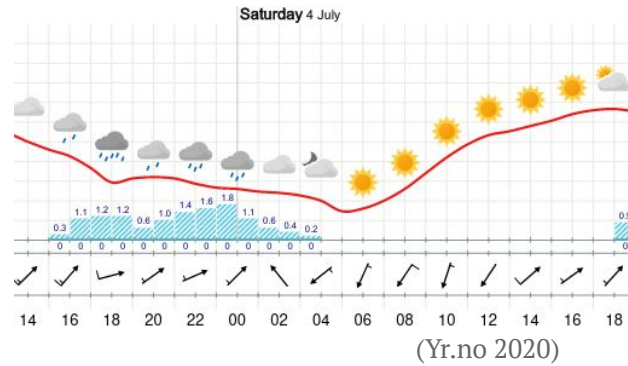 Saturday 4 July
0.3 1.1 1.2 1.2 0.6 1.0 1.4 1.6 1.8 1.1 0.6 0.4 0.2
0 0 0 0 0 0 0 0 0 0 0 0 0
14 16 18 20 22 00 02 04 06 08 10 12 14 16 18
(Yr.no 2020)